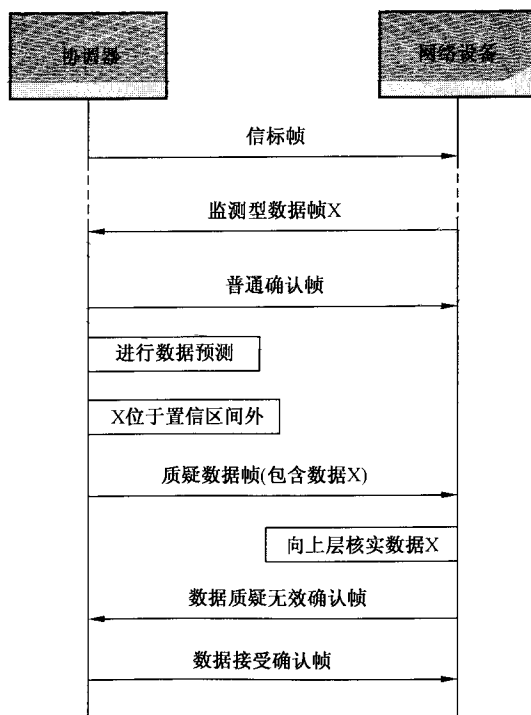 协调器
网络设备
信标帧
监测型数据帧X
普通确认帧
进行数据预测
X位于置信区间外
质疑数据帧(包含数据X)
向上层核实数据X
数据质疑无效确认帧
数据接受确认帧